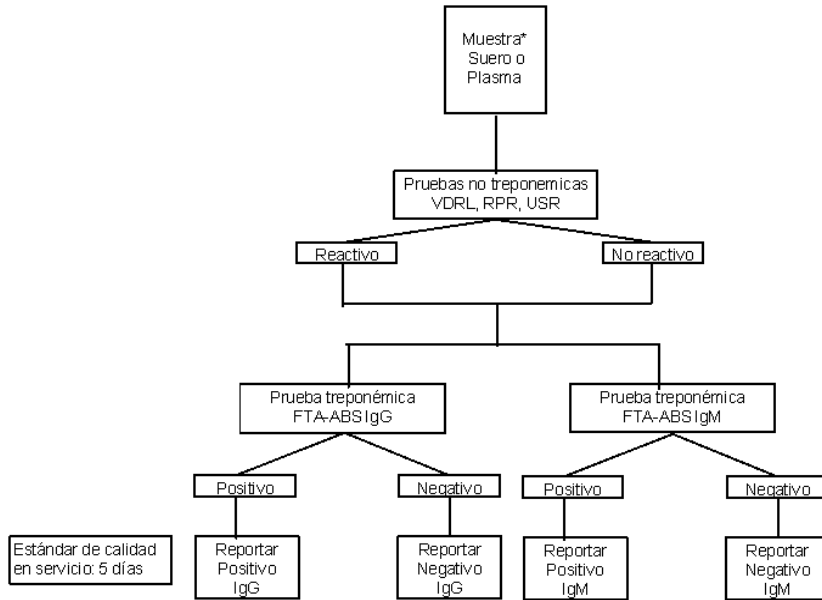 Muestra*
Suero o
Plasma
Pruebas no treponemicas
VDRL, RPR, USR
Reactivo
No reactivo
Prueba treponémica
FTA-ABS IgG
Prueba treponémica
FTA-ABS IgM
Positivo
Negativo
Positivo
Negativo
Estándar de calidad
en servicio: 5 días
Reportar
Positivo
IgG
Reportar
Negativo
IgG
Reportar
Positivo
IgM
Reportar
Negativo
IgM